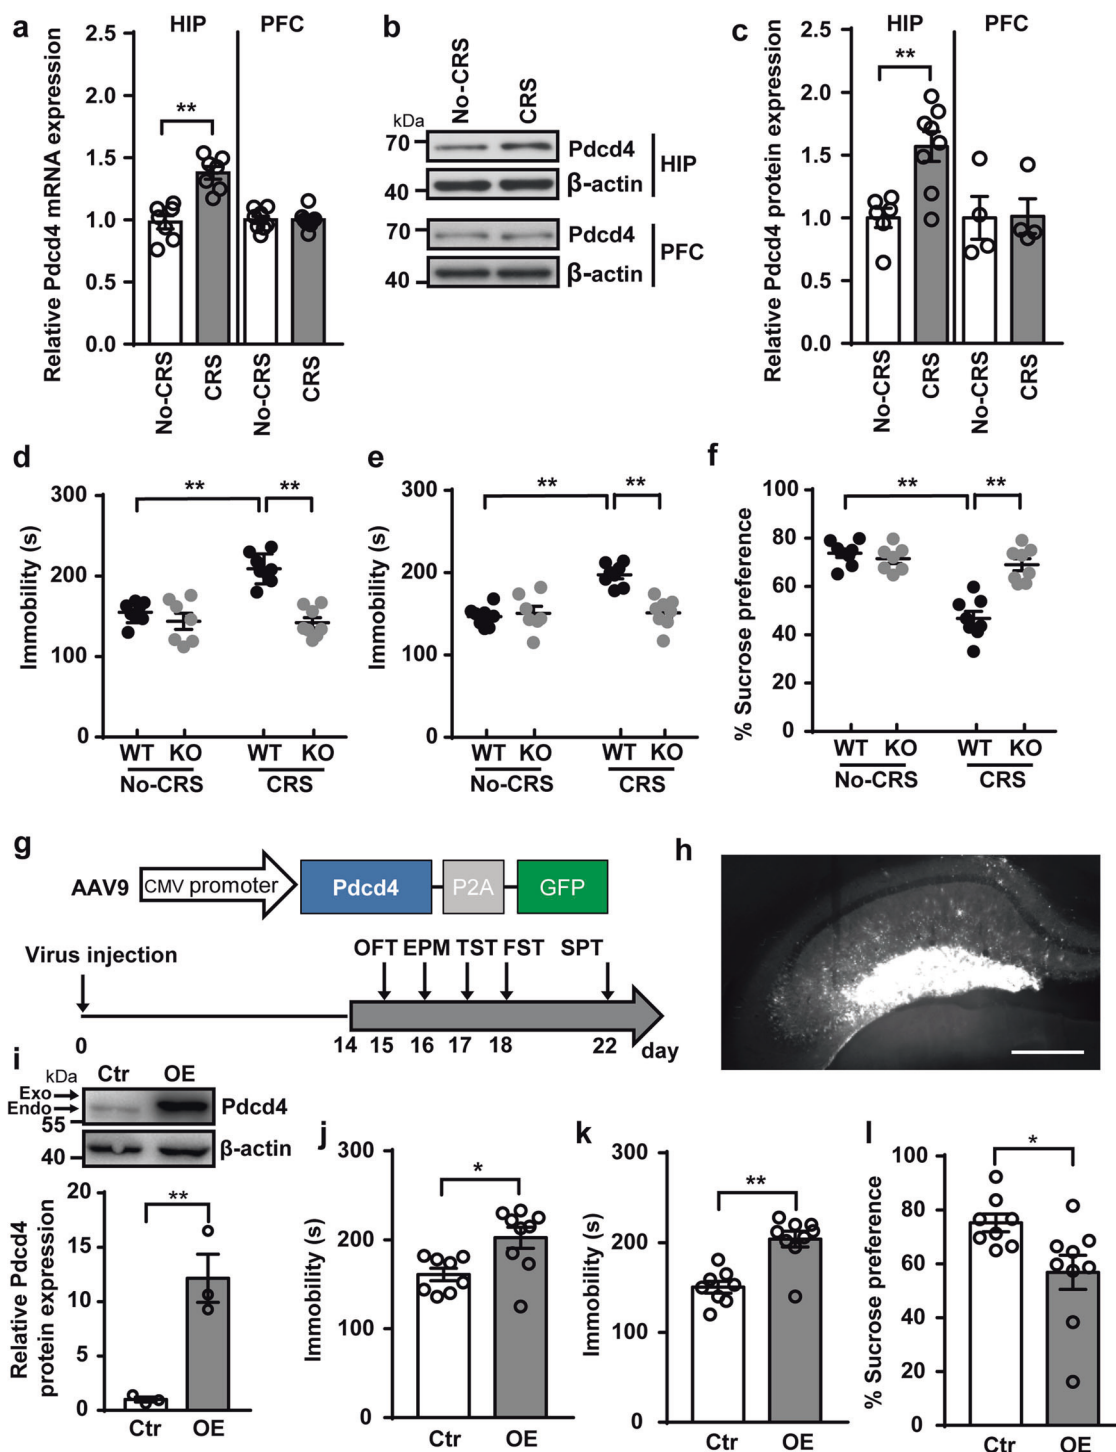 a
HIP
PFC
Relative Pdcd4 mRNA expression
2.5
2.0
1.5
1.0
0.5
0.0
**
No-CRS
CRS
No-CRS
CRS
b
No-CRS
CRS
kDa
70
Pdcd4
40
β-actin
HIP
70
Pdcd4
40
β-actin
PFC
c
HIP
PFC
Relative Pdcd4 protein expression
2.5
2.0
1.5
1.0
0.5
0.0
**
No-CRS
CRS
No-CRS
CRS
d
Immobility (s)
300
200
100
0
** **
WT KO WT KO
No-CRS CRS
e
Immobility (s)
300
200
100
0
** **
WT KO WT KO
No-CRS CRS
f
% Sucrose preference
100
80
60
40
20
0
** **
WT KO WT KO
No-CRS CRS
g
AAV9 CMV promoter Pdcd4 P2A GFP
Virus injection
OFT EPM TST FST SPT
0 14 15 16 17 18 22 day
h
i
kDa Ctr OE
Exo
Endo
Pdcd4
55
40
β-actin
Relative Pdcd4
protein expression
20
15
10
5
0
**
Ctr OE
j
Immobility (s)
300
200
100
0
*
Ctr OE
k
Immobility (s)
300
200
100
0
**
Ctr OE
l
% Sucrose preference
100
80
60
40
20
0
*
Ctr OE